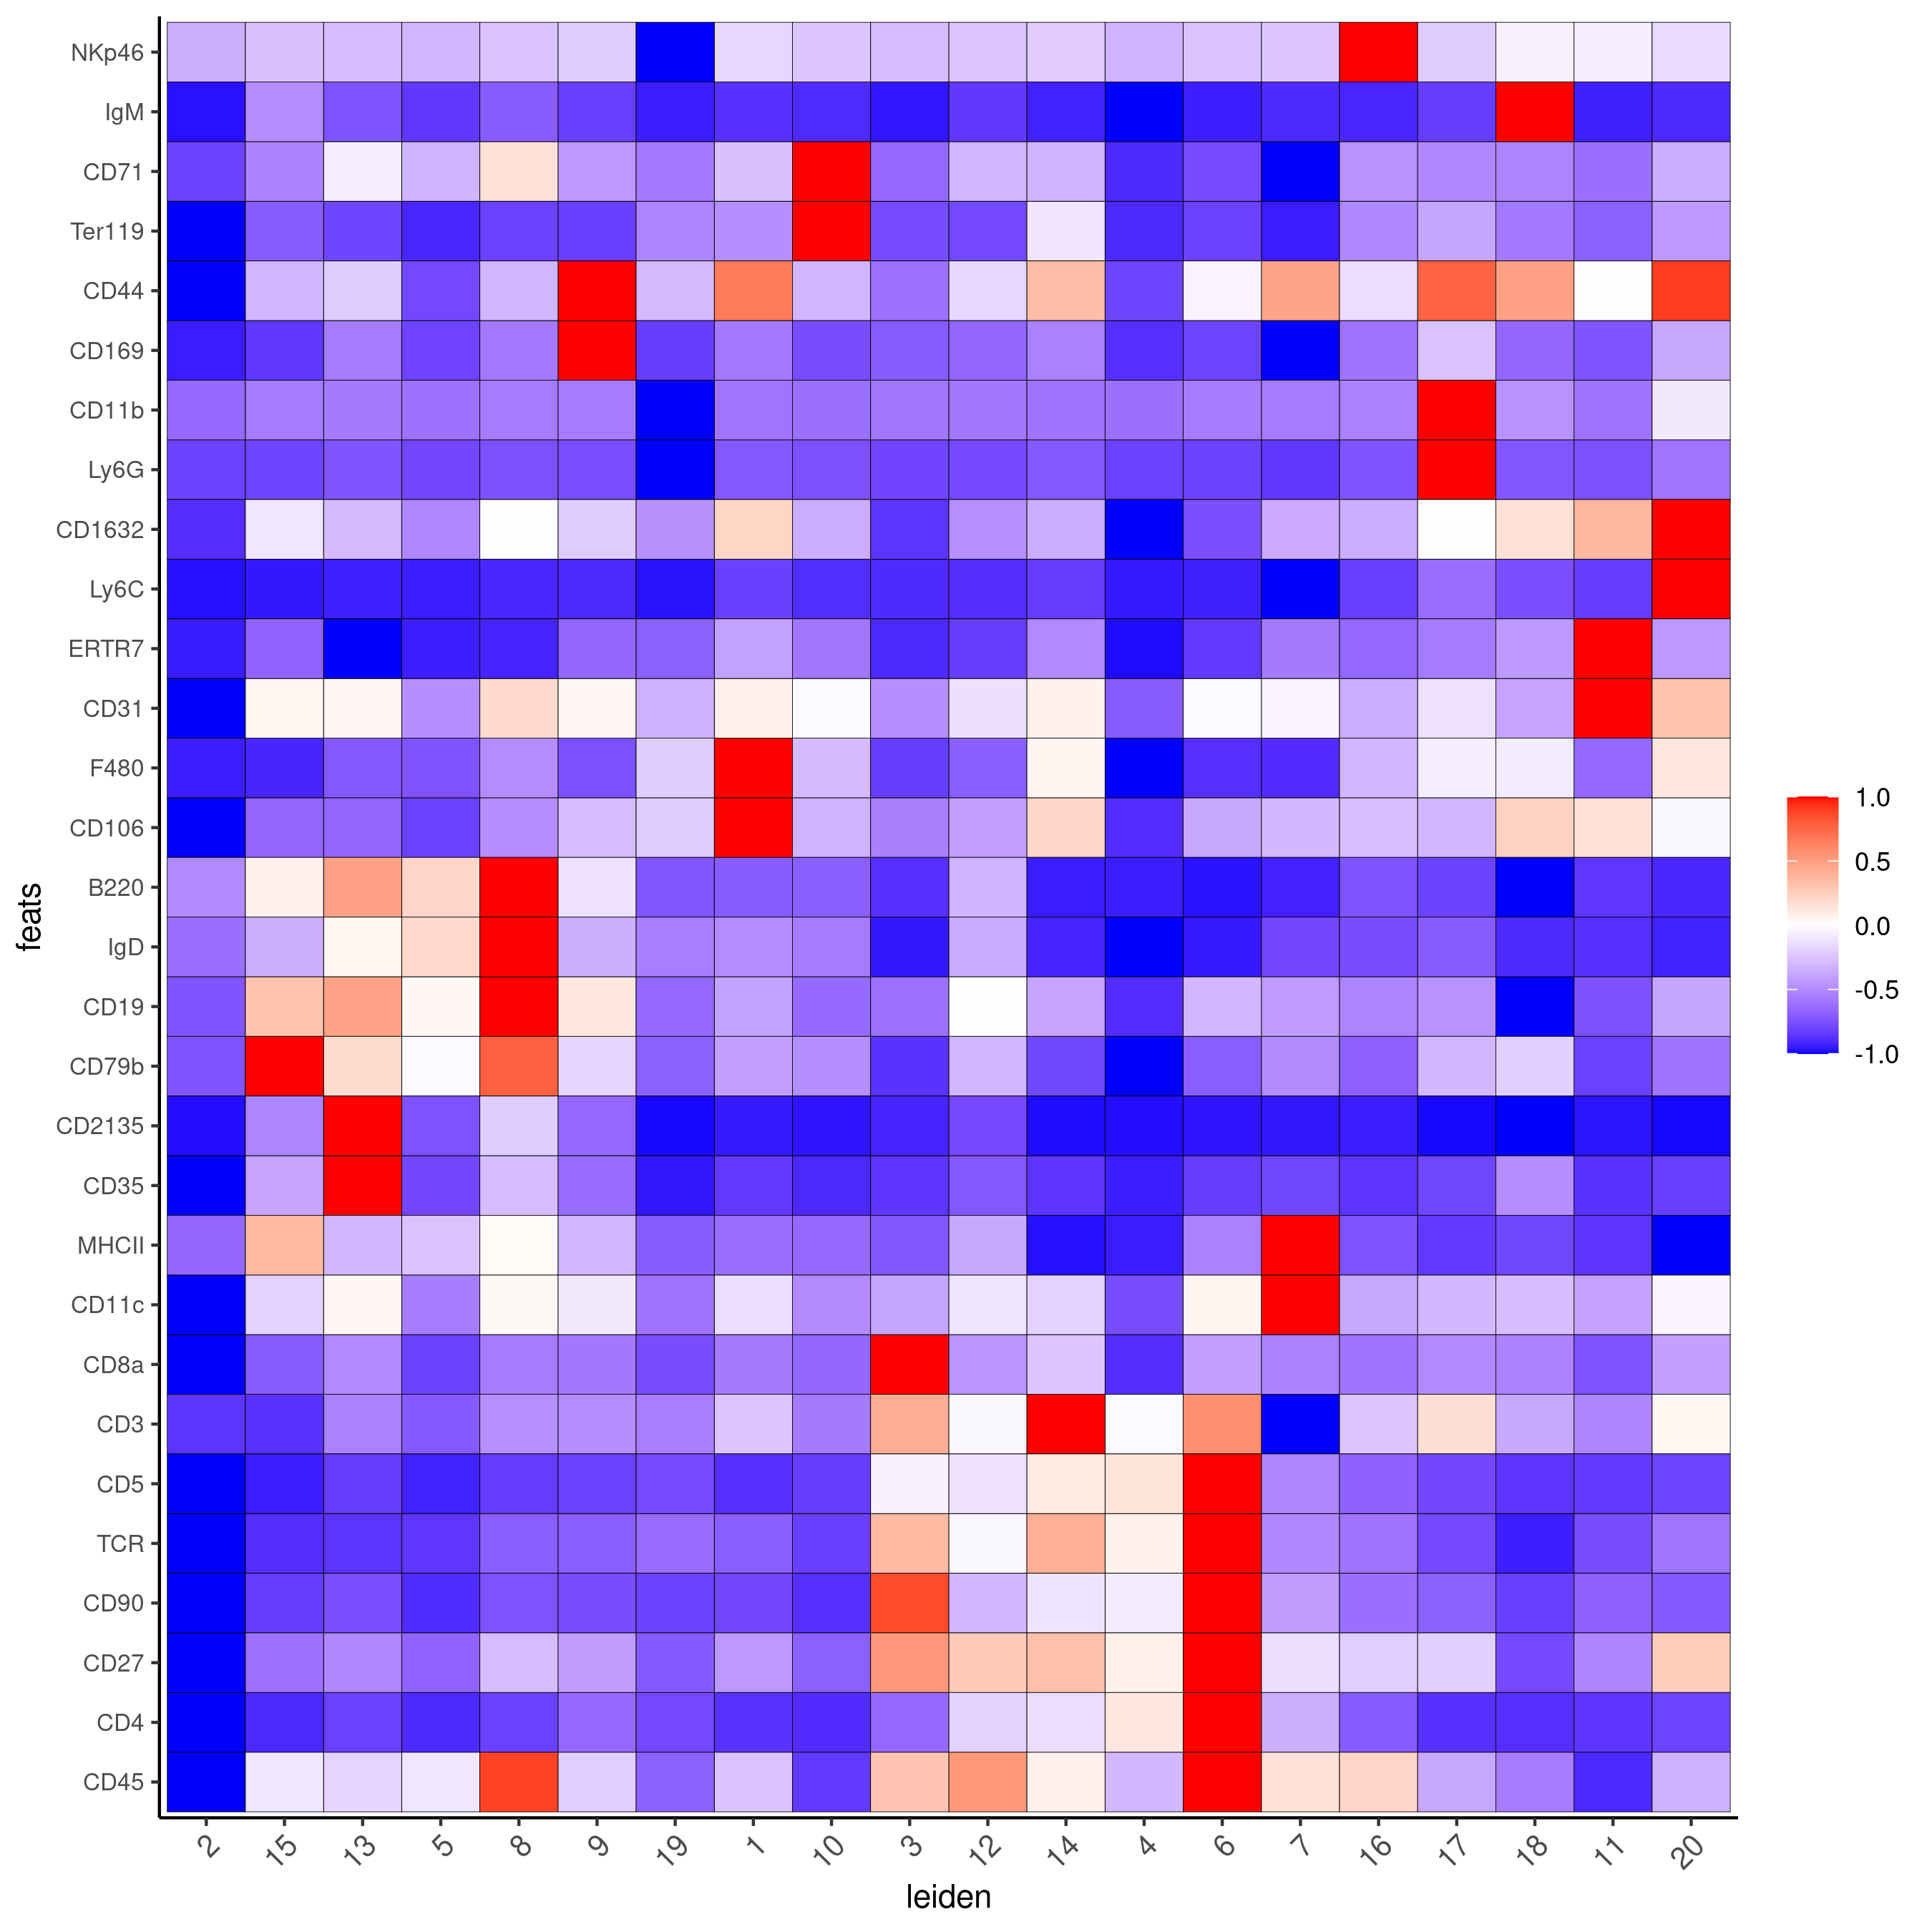 NKp46
IgM
CD71
Ter119
CD44
CD169
CD11b
Ly6G
CD1632
Ly6C
ERTR7
CD31
F480
CD106
B220
IgD
CD19
CD79b
CD2135
CD35
MHCII
CD11c
CD8a
CD3
CD5
TCR
CD90
CD27
CD4
CD45
feats
2 15 13 5 8 9 19 1 10 3 12 14 4 6 7 16 17 18 11 20
leiden
1.0
0.5
0.0
-0.5
-1.0